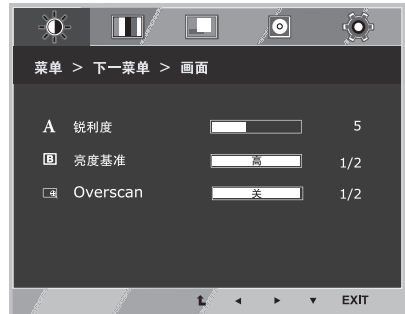 菜单 > 下一菜单 > 画面
A 锐利度 5
B 亮度基准 高 1/2
Overscan 关 1/2
EXIT